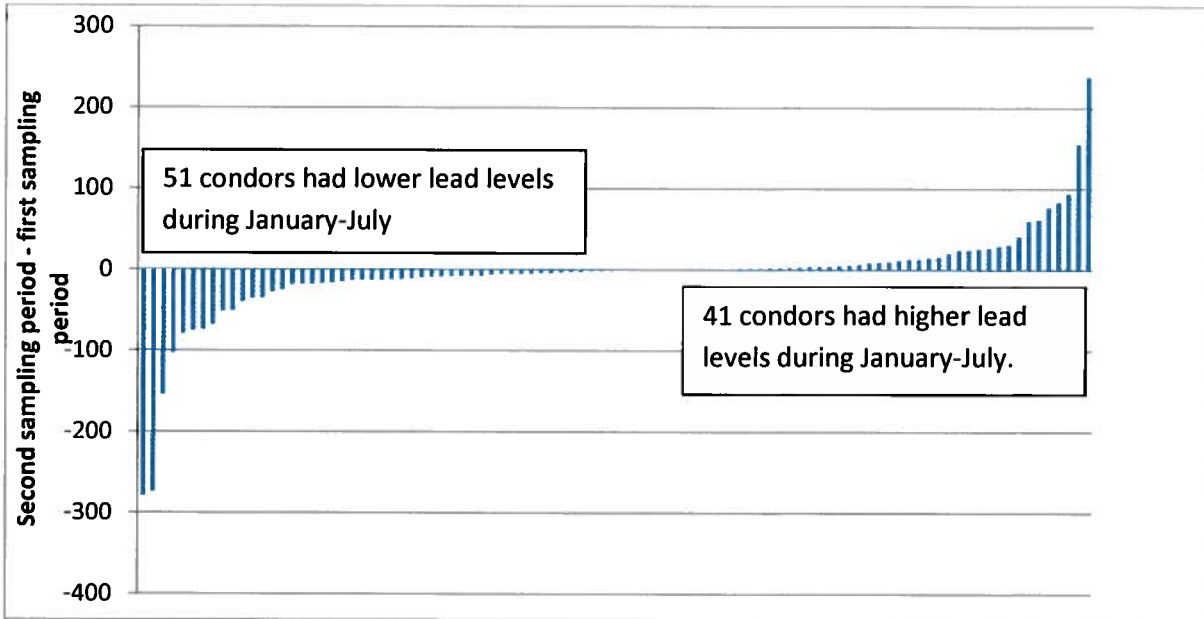 Second sampling period - first sampling
period
300
200
100
0
-100
-200
-300
-400
51 condors had lower lead levels
during January-July
41 condors had higher lead
levels during January-July.